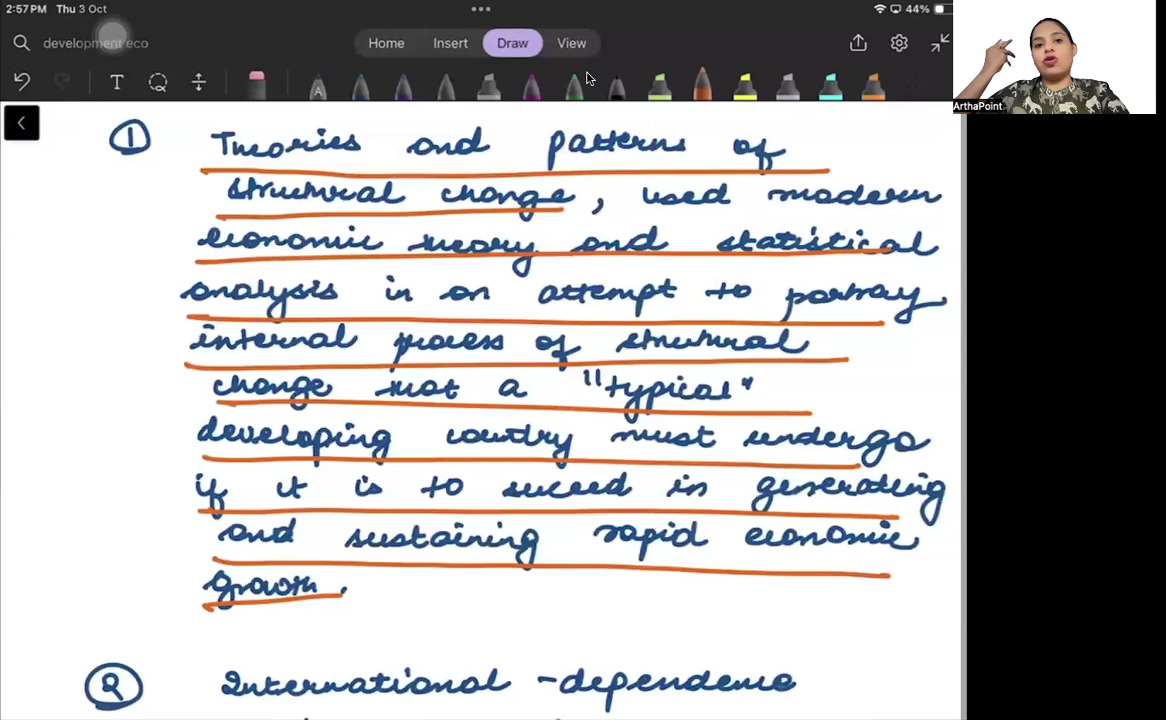 2:57 PM Thu 3 Oct
44%
development eco
Home Insert Draw View
ArthaPoint
① Theories and patterns of
structural change, used modern
economic theory and statistical
analysis in an attempt to portray
internal process of structural
change that a "typical"
developing country must undergo
if it is to succeed in generating
and sustaining rapid economic
growth.
② International-dependence